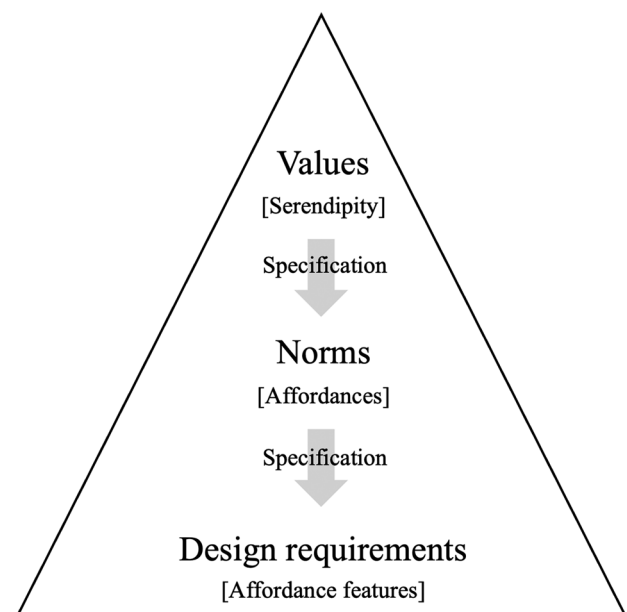 Values
[Serendipity]
Specification
Norms
[Affordances]
Specification
Design requirements
[Affordance features]